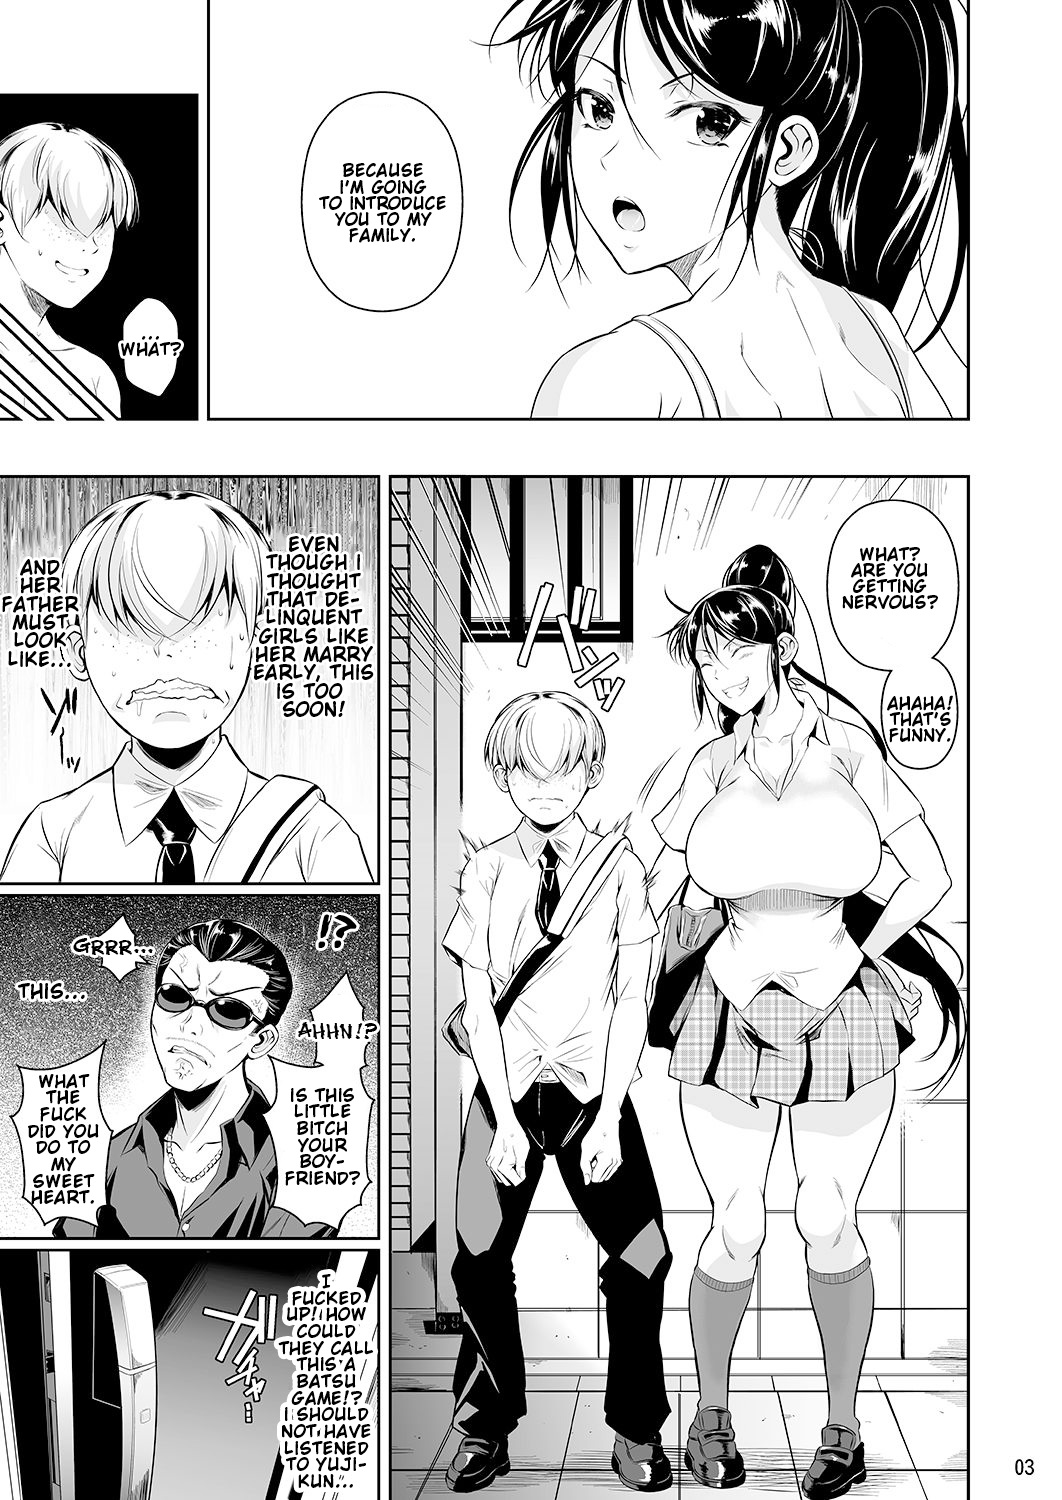 BECAUSE
I'M GOING
TO INTRODUCE
YOU TO MY
FAMILY.
...
WHAT?
WHAT?
ARE YOU
GETTING
NERVOUS?
AHAHA!
THAT'S
FUNNY.
EVEN
THOUGH I
THOUGHT
THAT DE-
LINQUENT
GIRLS LIKE
HER MARRY
EARLY, THIS
IS TOO
SOON!
AND
HER
FATHER
MUST
LOOK
LIKE...
!?
AHHN!?
IS THIS
LITTLE
BITCH
YOUR
BOY-
FRIEND?
GRRR...
THIS...
WHAT
THE
FUCK
DID YOU
DO TO
MY
SWEET
HEART.
I
FUCKED
UP! HOW
COULD
THEY CALL
THIS A
BATSU
GAME!?
I SHOULD
NOT HAVE
LISTENED
TO YUJI-
KUN...
03